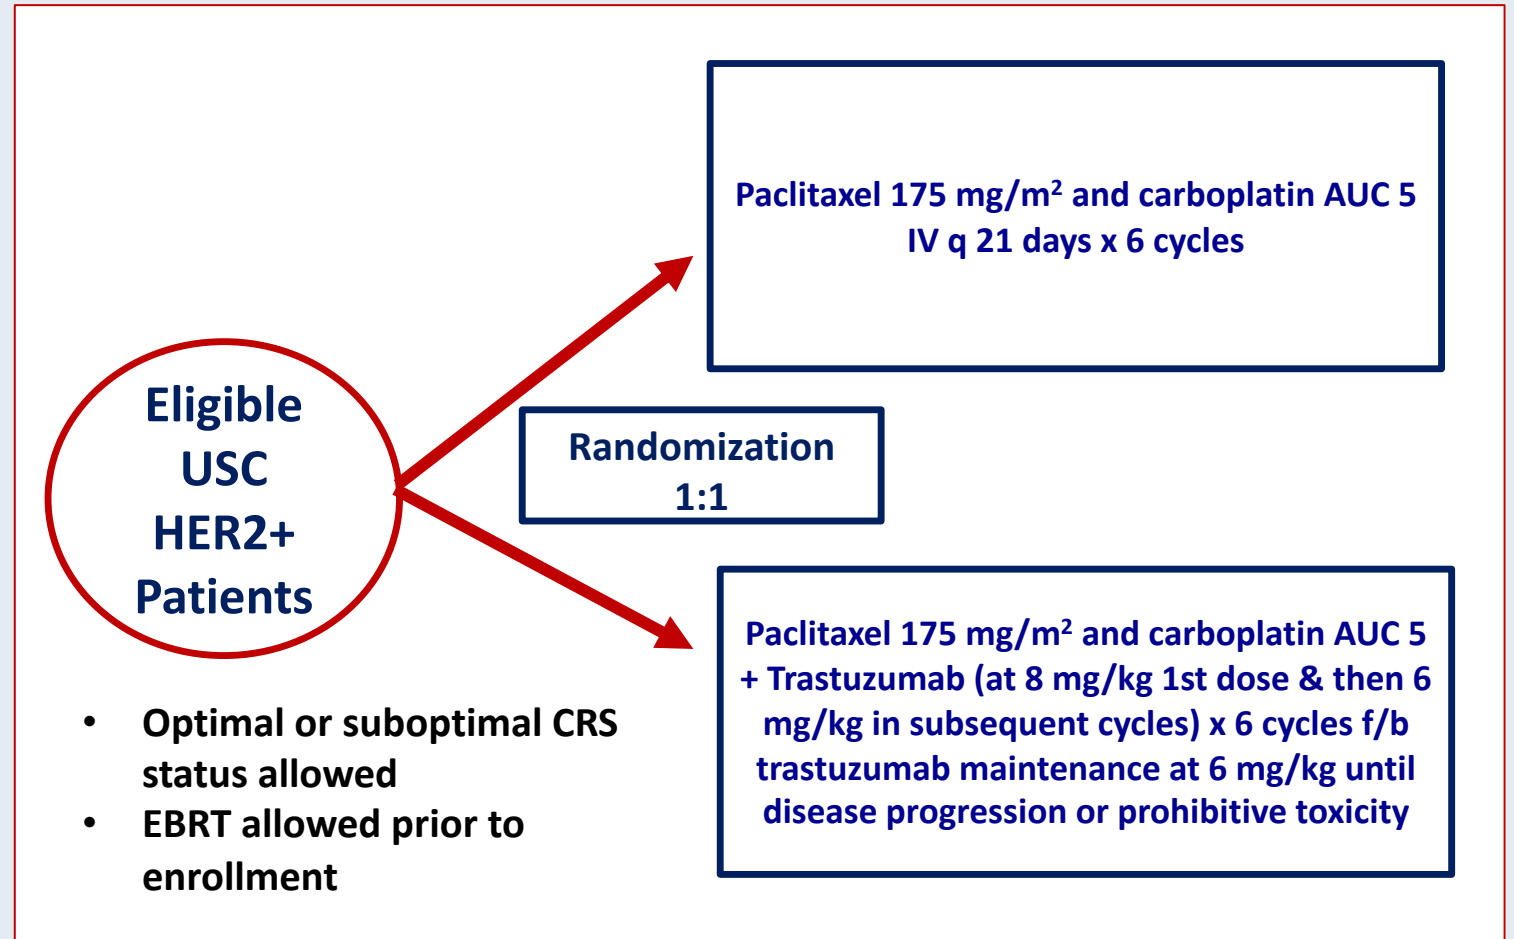 Paclitaxel 175 mg/m² and carboplatin AUC 5
IV q 21 days x 6 cycles
Eligible
USC
HER2+
Patients
Randomization
1:1
Paclitaxel 175 mg/m² and carboplatin AUC 5
+ Trastuzumab (at 8 mg/kg 1st dose & then 6
mg/kg in subsequent cycles) x 6 cycles f/b
trastuzumab maintenance at 6 mg/kg until
disease progression or prohibitive toxicity
• Optimal or suboptimal CRS
status allowed
• EBRT allowed prior to
enrollment